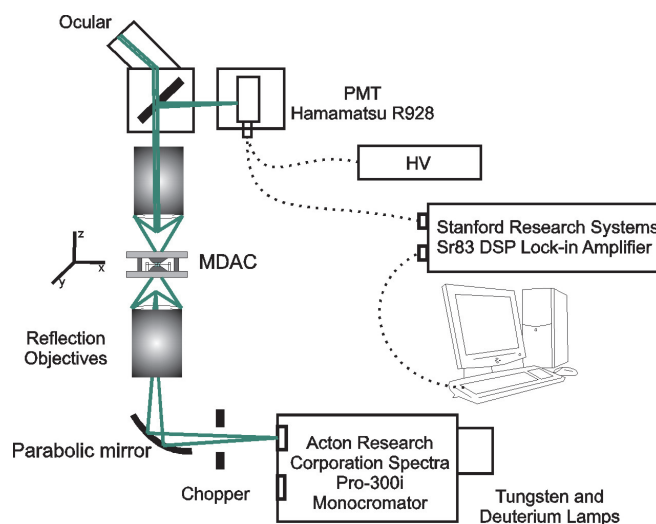 Ocular
PMT
Hamamatsu R928
HV
Stanford Research Systems
Sr83 DSP Lock-in Amplifier
z
x
y
MDAC
Reflection
Objectives
Parabolic mirror
Chopper
Acton Research
Corporation Spectra
Pro-300i
Monocromator
Tungsten and
Deuterium Lamps